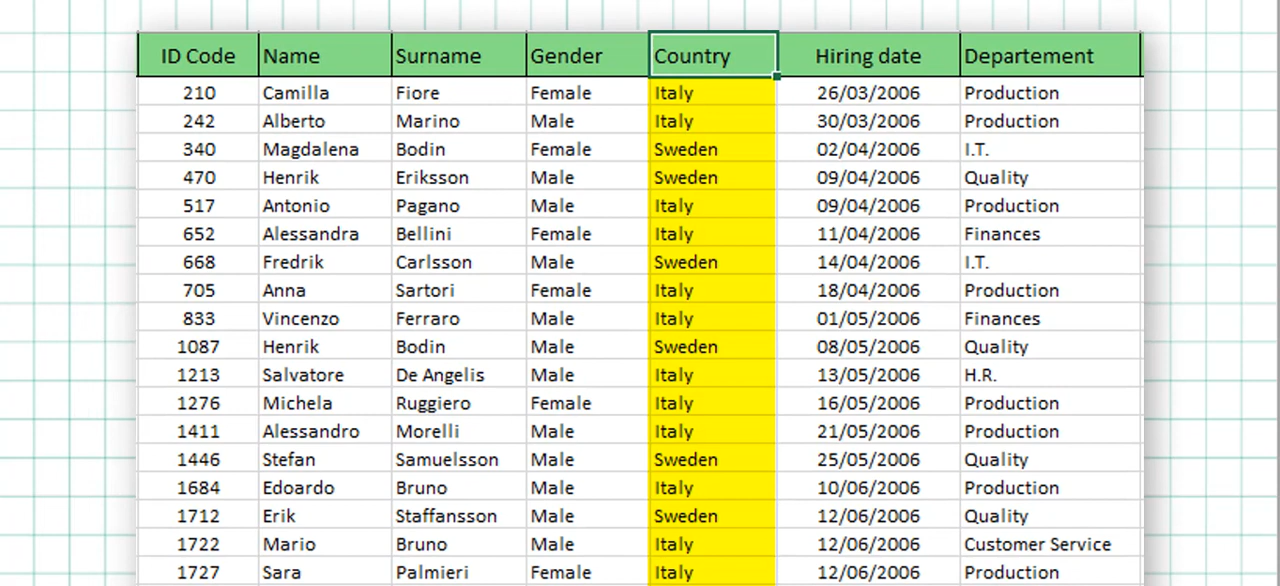 ID Code Name Surname Gender Country Hiring date Departement
210 Camilla Fiore Female Italy 26/03/2006 Production
242 Alberto Marino Male Italy 30/03/2006 Production
340 Magdalena Bodin Female Sweden 02/04/2006 I.T.
470 Henrik Eriksson Male Sweden 09/04/2006 Quality
517 Antonio Pagano Male Italy 09/04/2006 Production
652 Alessandra Bellini Female Italy 11/04/2006 Finances
668 Fredrik Carlsson Male Sweden 14/04/2006 I.T.
705 Anna Sartori Female Italy 18/04/2006 Production
833 Vincenzo Ferraro Male Italy 01/05/2006 Finances
1087 Henrik Bodin Male Sweden 08/05/2006 Quality
1213 Salvatore De Angelis Male Italy 13/05/2006 H.R.
1276 Michela Ruggiero Female Italy 16/05/2006 Production
1411 Alessandro Morelli Male Italy 21/05/2006 Production
1446 Stefan Samuelsson Male Sweden 25/05/2006 Quality
1684 Edoardo Bruno Male Italy 10/06/2006 Production
1712 Erik Staffansson Male Sweden 12/06/2006 Quality
1722 Mario Bruno Male Italy 12/06/2006 Customer Service
1727 Sara Palmieri Female Italy 12/06/2006 Production